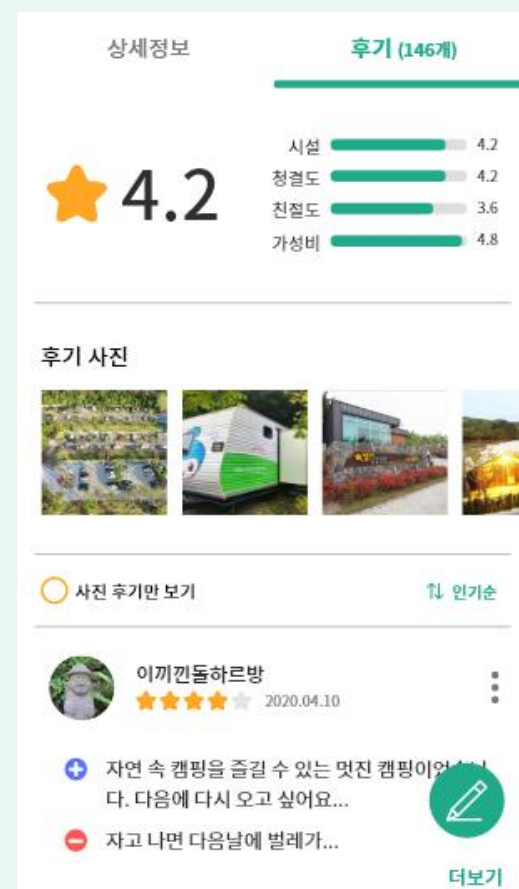 상세정보
후기 (146개)
4.2
시설 4.2
청결도 4.2
친절도 3.6
가성비 4.8
후기 사진
사진 후기만 보기
↑↓ 인기순
이끼낀돌하르방
2020.04.10
자연 속 캠핑을 즐길 수 있는 멋진 캠핑이었
다. 다음에 다시 오고 싶어요...
자고 나면 다음날에 벌레가...
더보기